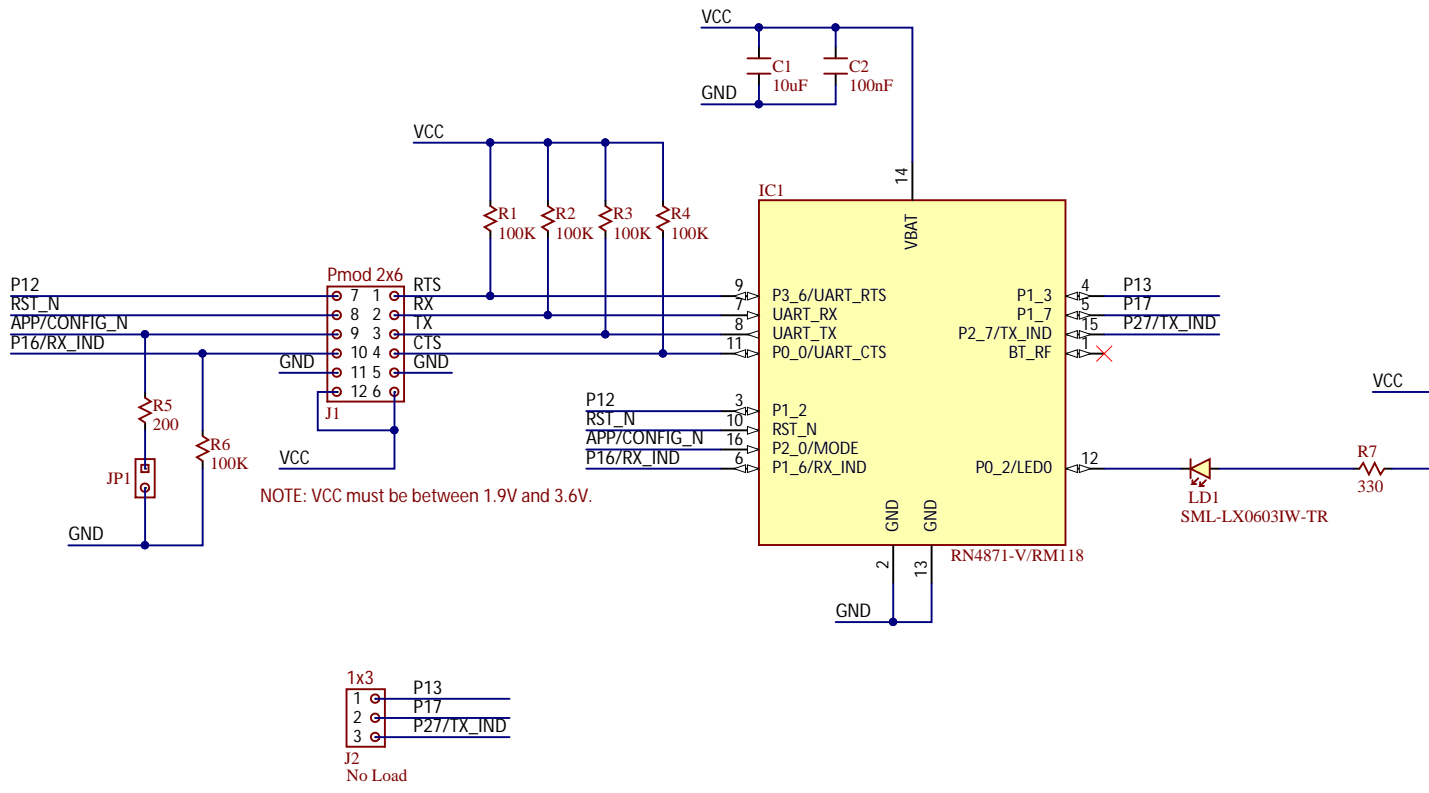 VCC
C1
10uF
C2
100nF
GND
VCC
14
IC1
VBAT
R1
100K
R2
100K
R3
100K
R4
100K
Pmod 2x6
P12
7 1
RTS
9
P3_6/UART_RTS
P1_3
4
P13
RST_N
8 2
RX
7
UART_RX
P1_7
5
P17
APP/CONFIG_N
9 3
TX
8
UART_TX
P2_7/TX_IND
15
P27/TX_IND
P16/RX_IND
10 4
CTS
11
P0_0/UART_CTS
BT_RF
1
GND
11 5
GND
12 6
J1
VCC
VCC
R5
200
R6
100K
JP1
GND
NOTE: VCC must be between 1.9V and 3.6V.
P12
3
P1_2
RST_N
10
RST_N
APP/CONFIG_N
16
P2_0/MODE
P16/RX_IND
6
P1_6/RX_IND
P0_2/LED0
12
LD1
SML-LX0603IW-TR
R7
330
GND
GND
2
13
RN4871-V/RM118
GND
1x3
1
P13
2
P17
3
P27/TX_IND
J2
No Load